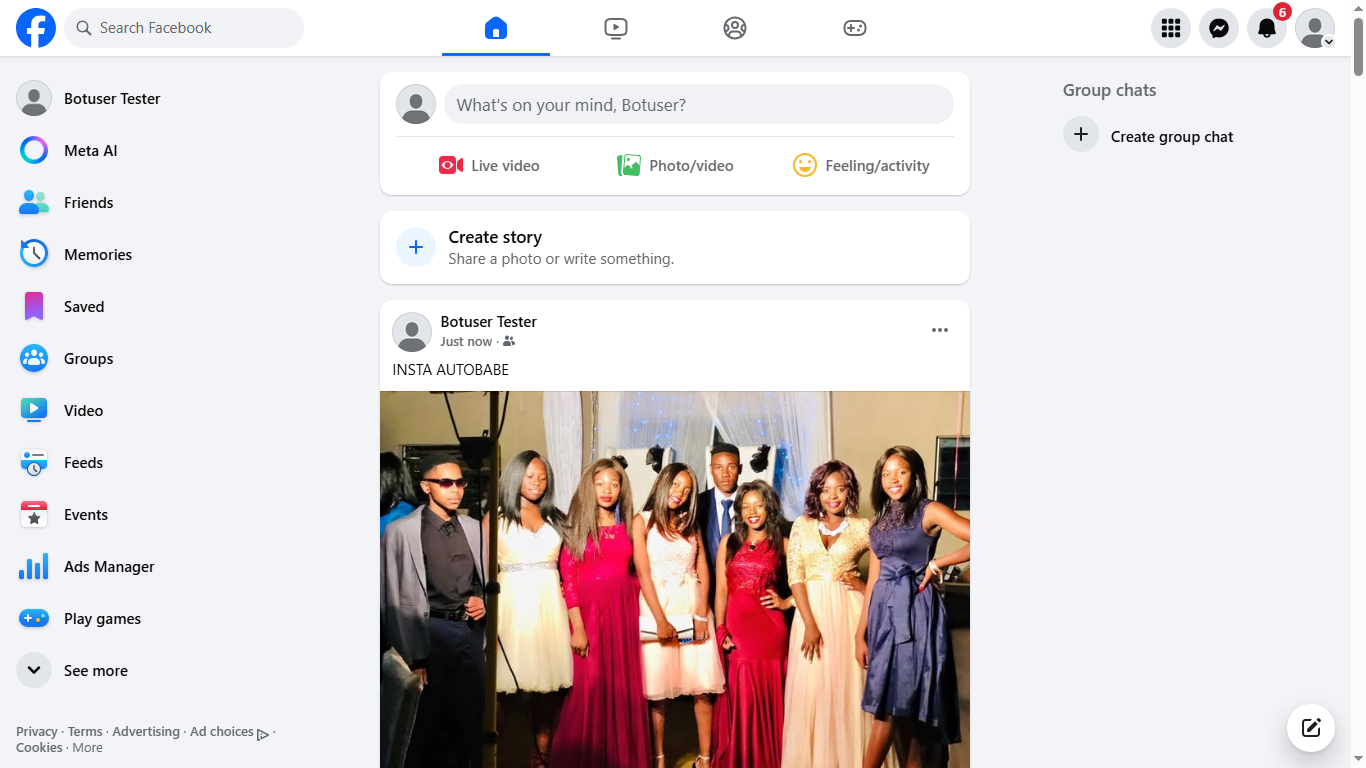 Search Facebook
6
Botuser Tester
Meta AI
Friends
Memories
Saved
Groups
Video
Feeds
Events
Ads Manager
Play games
See more
Privacy · Terms · Advertising · Ad choices ·
Cookies · More
What's on your mind, Botuser?
Live video
Photo/video
Feeling/activity
Create story
Share a photo or write something.
Botuser Tester
Just now ·
INSTA AUTOBABE
Group chats
Create group chat